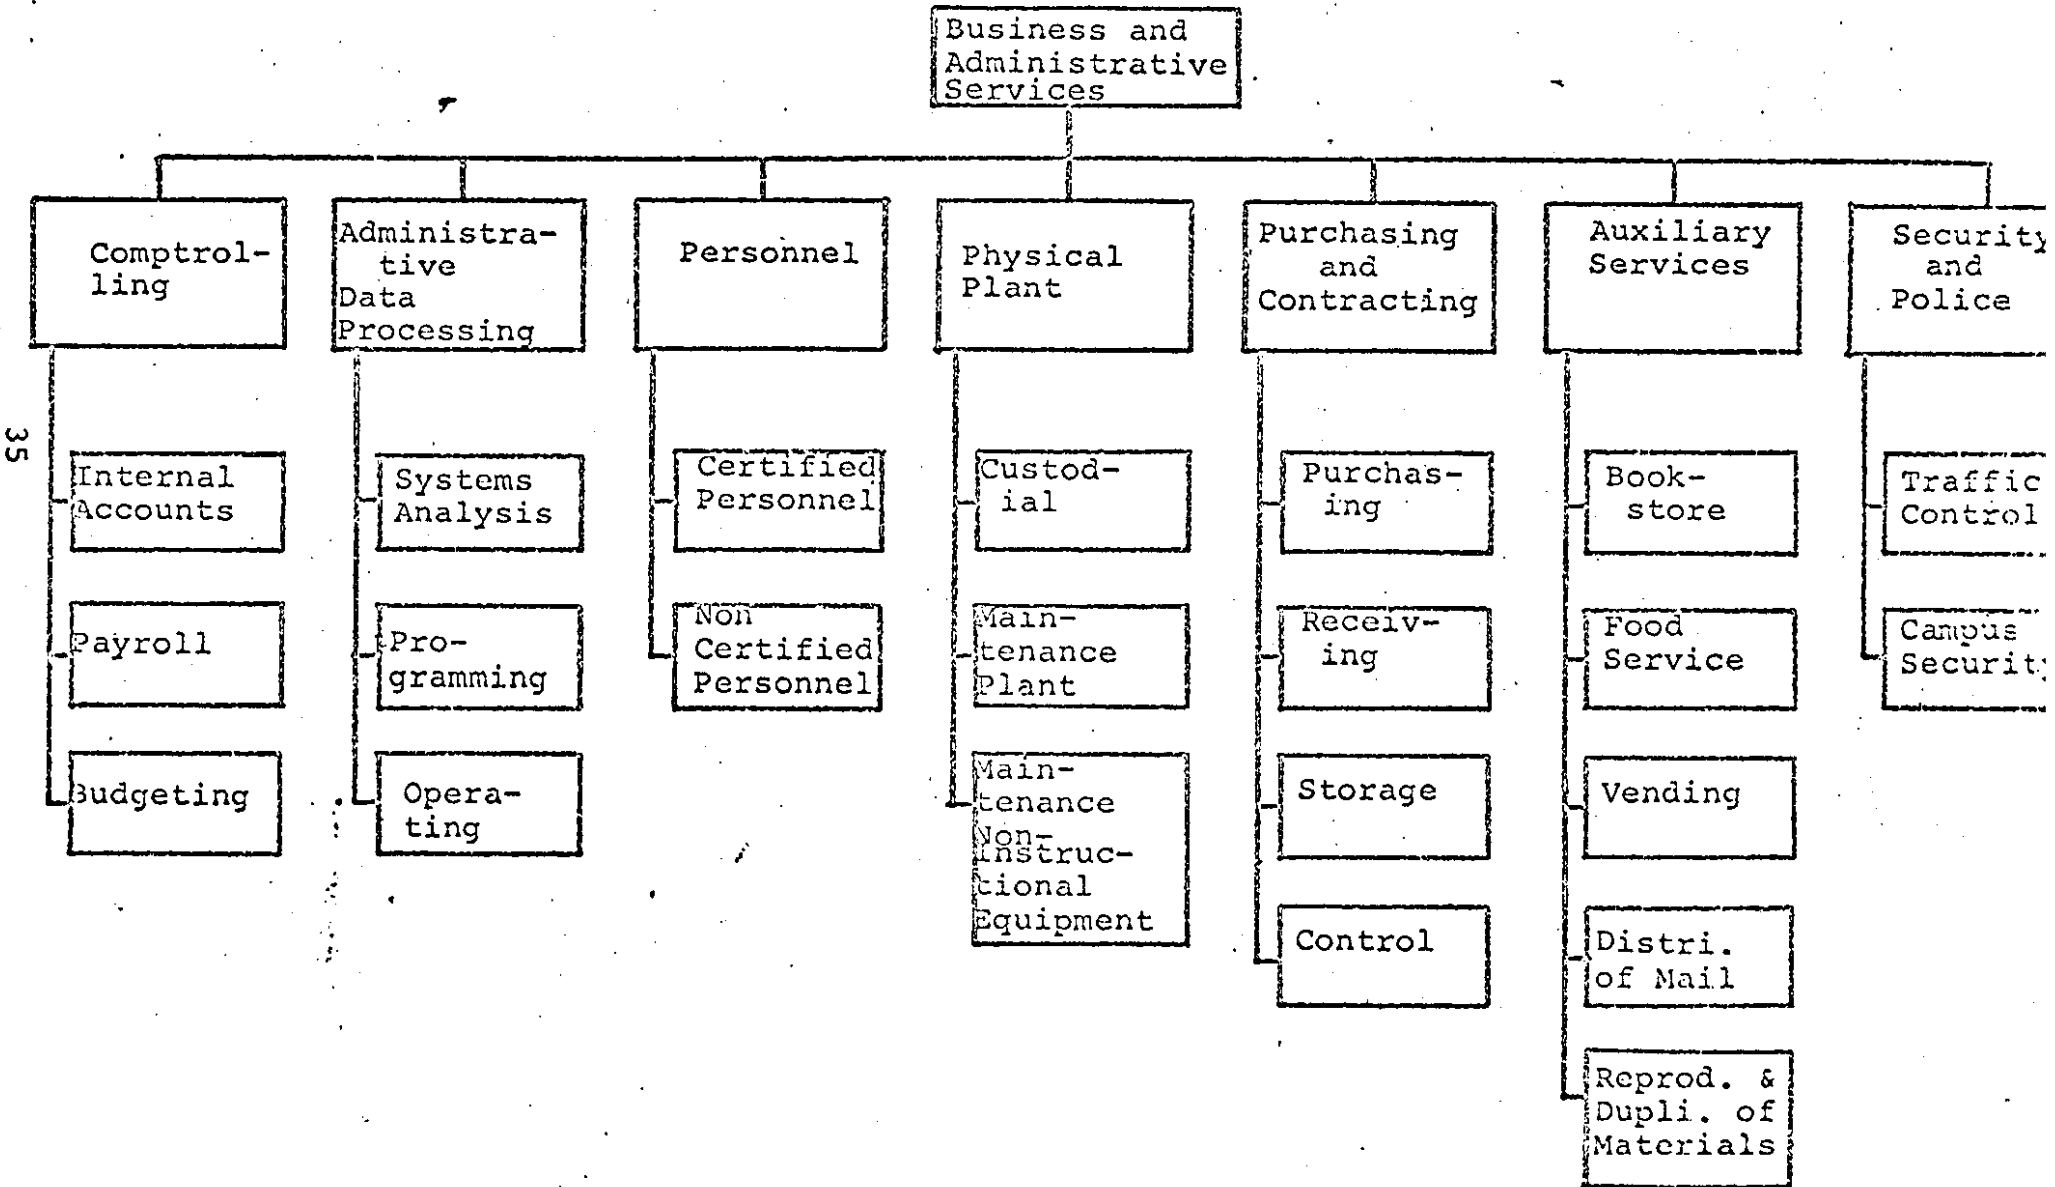 Business and
Administrative
Services
Comptrol-
ling
Administra-
tive
Data
Processing
Personnel
Physical
Plant
Purchasing
and
Contracting
Auxiliary
Services
Security
and
Police
Internal
Accounts
Payroll
Budgeting
Systems
Analysis
Pro-
gramming
Opera-
ting
Certified
Personnel
Non
Certified
Personnel
Custod-
ial
Main-
tenance
Plant
Main-
tenance
Non-
Instruc-
tional
Equipment
Purchas-
ing
Receiv-
ing
Storage
Control
Book-
store
Food
Service
Vending
Distri.
of Mail
Reprod. &
Dupli. of
Materials
Traffic
Control
Campus
Security
35